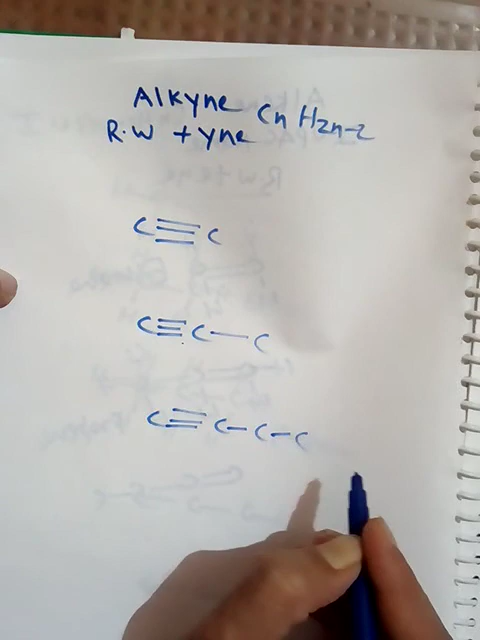 Alkyne CnH2n-2
R.W + yne
C≡C
C≡C-C
C≡C-C-C